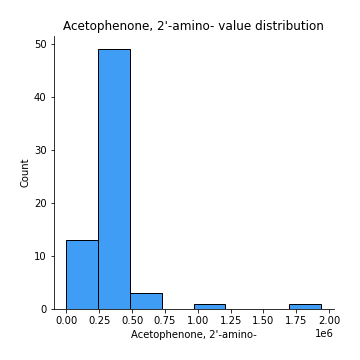 Acetophenone, 2'-amino- value distribution
50
40
30
20
10
0
Count
0.00 0.25 0.50 0.75 1.00 1.25 1.50 1.75 2.00
1e6
Acetophenone, 2'-amino-